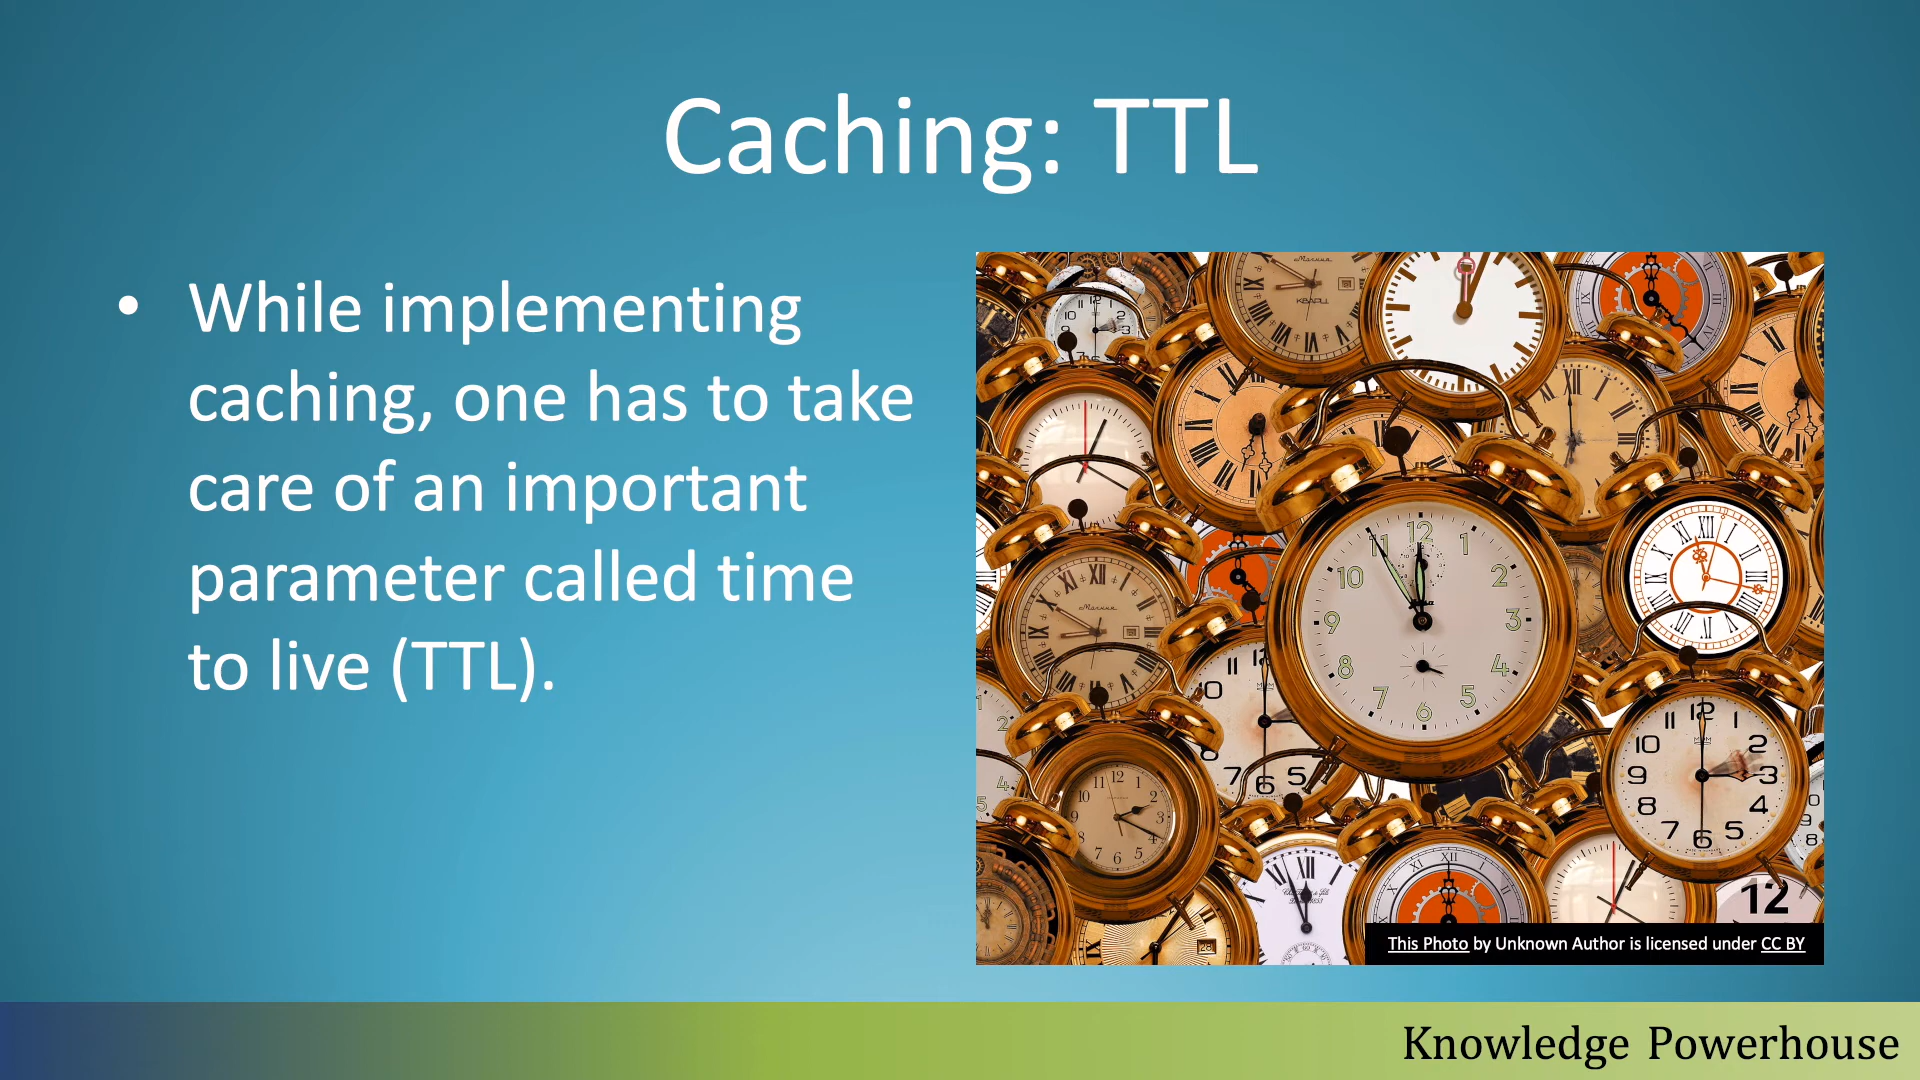 Caching: TTL
• While implementing
caching, one has to take
care of an important
parameter called time
to live (TTL).
This Photo by Unknown Author is licensed under CC BY
Knowledge Powerhouse